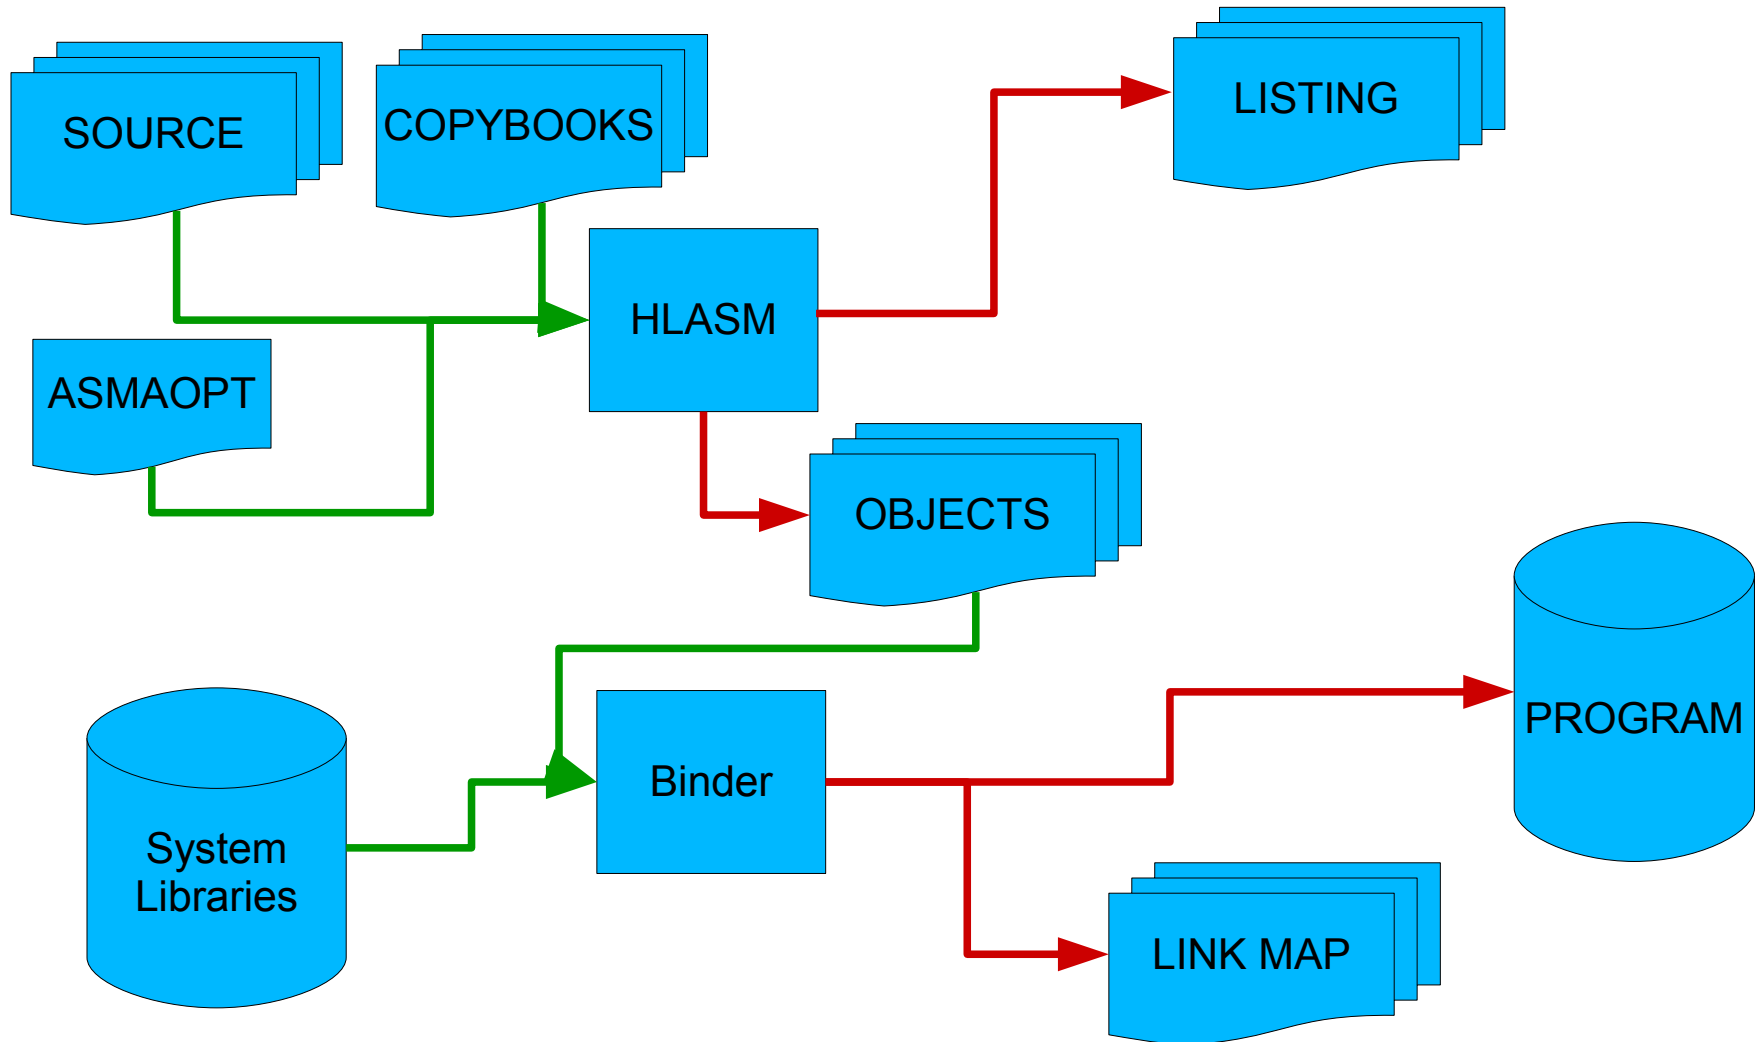 SOURCE
COPYBOOKS
LISTING
HLASM
ASMAOPT
OBJECTS
PROGRAM
Binder
System
Libraries
LINK MAP